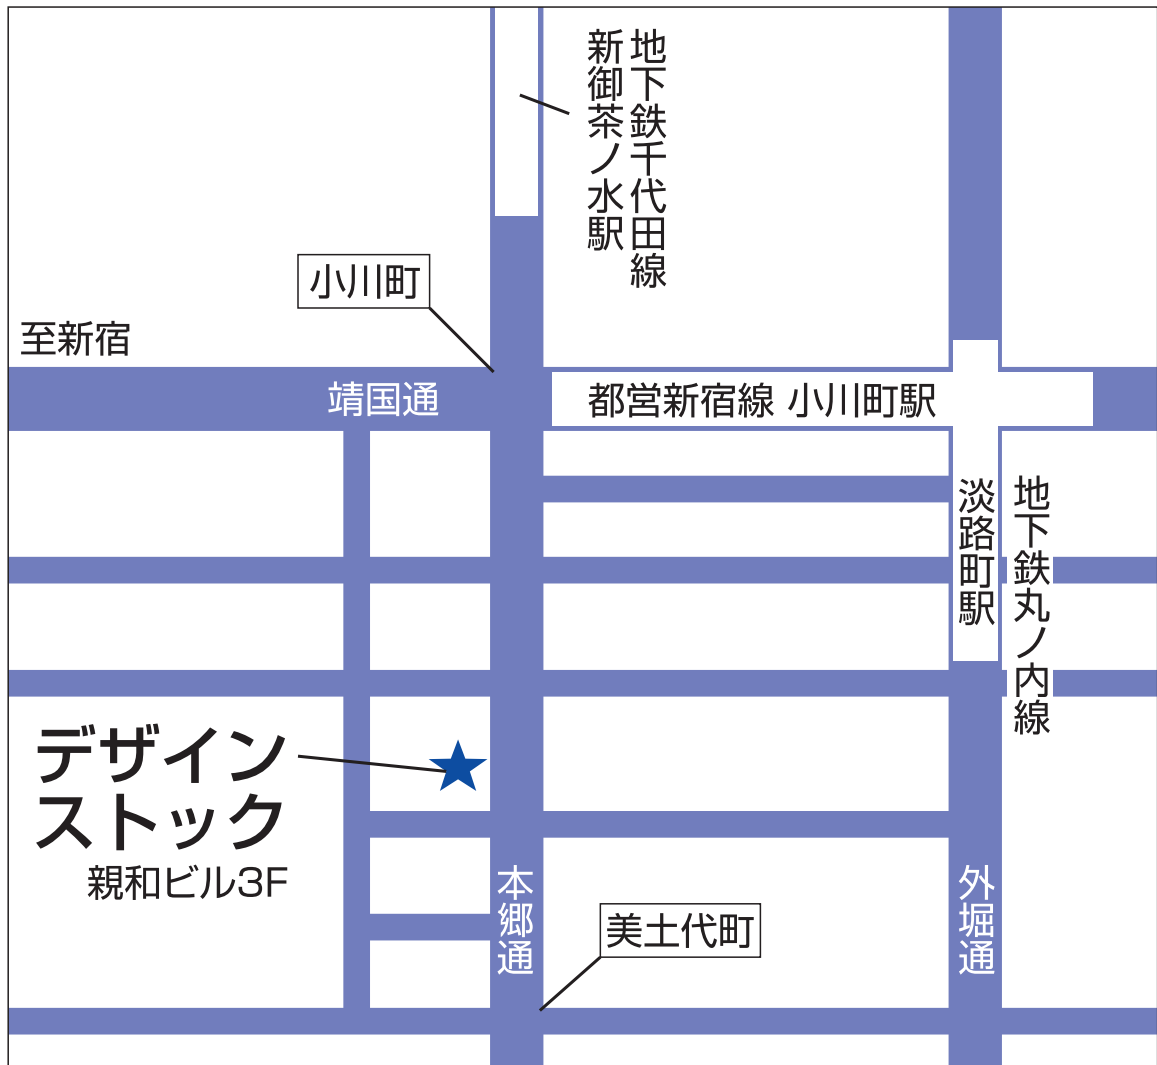 地下鉄千代田線
新御茶ノ水駅
小川町
至新宿
靖国通
都営新宿線 小川町駅
地下鉄丸ノ内線
淡路町駅
デザイン
ストック
親和ビル3F
本郷通
外堀通
美土代町